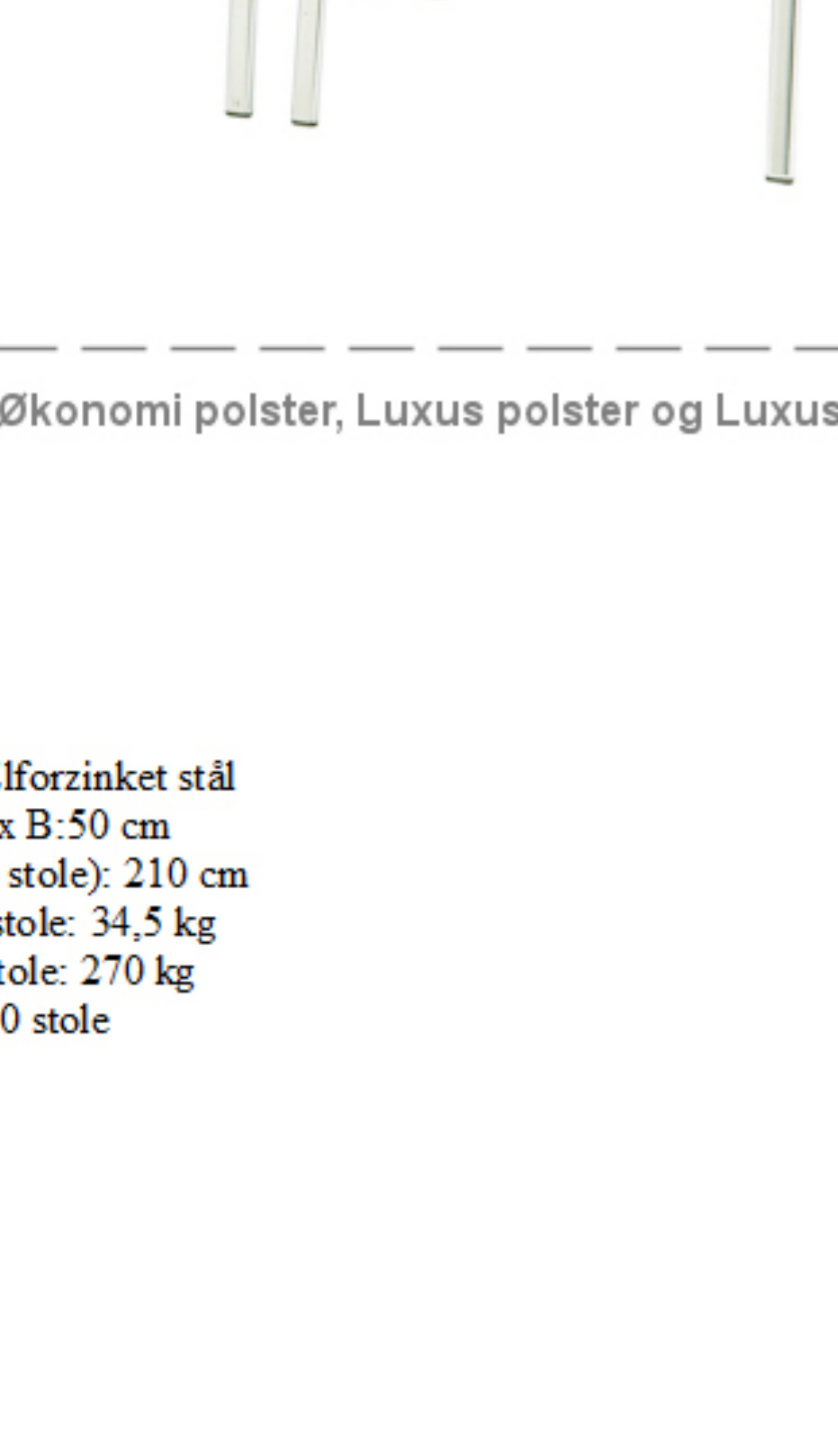 Økonomi polster, Luxus polster og Luxus
lforzinket stål
x B:50 cm
stole): 210 cm
stole: 34,5 kg
tole: 270 kg
0 stole